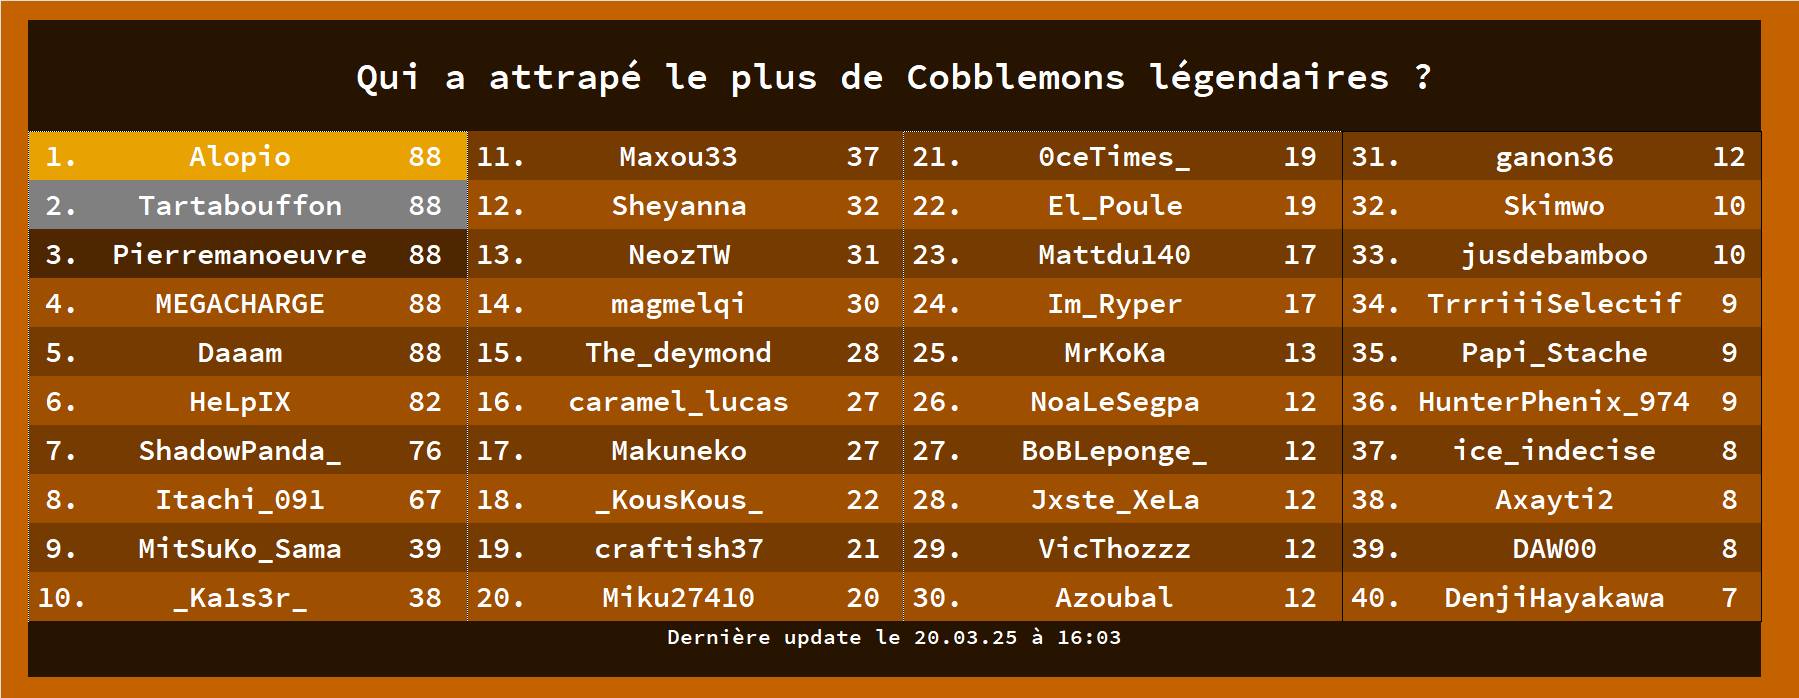 Qui a attrapé le plus de Cobblemons légendaires ?
1. Alopio 88
2. Tartabouffon 88
3. Pierremanoeuvre 88
4. MEGACHARGE 88
5. Daaam 88
6. HeLpIX 82
7. ShadowPanda_ 76
8. Itachi_091 67
9. MitSuKo_Sama 39
10. _Ka1s3r_ 38
11. Maxou33 37
12. Sheyanna 32
13. NeozTW 31
14. magmelqi 30
15. The_deymond 28
16. caramel_lucas 27
17. Makuneko 27
18. _KousKous_ 22
19. craftish37 21
20. Miku27410 20
21. 0ceTimes_ 19
22. El_Poule 19
23. Mattdu140 17
24. Im_Ryper 17
25. MrKoKa 13
26. NoaLeSegpa 12
27. BoBLeponge_ 12
28. Jxste_XeLa 12
29. VicThozzz 12
30. Azoubal 12
31. ganon36 12
32. Skimwo 10
33. jusdebamboo 10
34. TrrriiiSelectif 9
35. Papi_Stache 9
36. HunterPhenix_974 9
37. ice_indecise 8
38. Axayti2 8
39. DAW00 8
40. DenjiHayakawa 7
Dernière update le 20.03.25 à 16:03